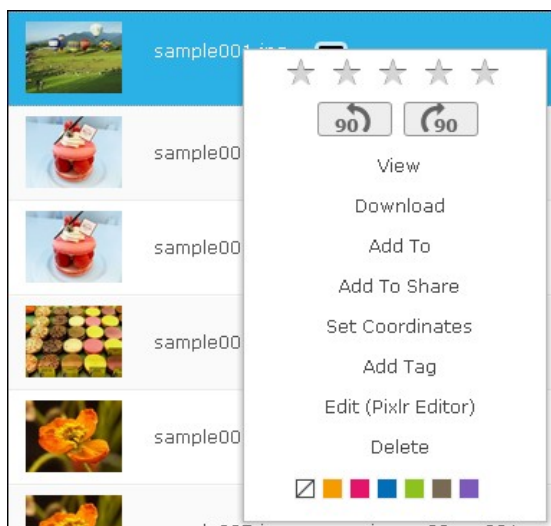 sample001.jpg
90 90
sample00
View
Download
sample00
Add To
Add To Share
sample00
Set Coordinates
Add Tag
Edit (Pixlr Editor)
sample00
Delete